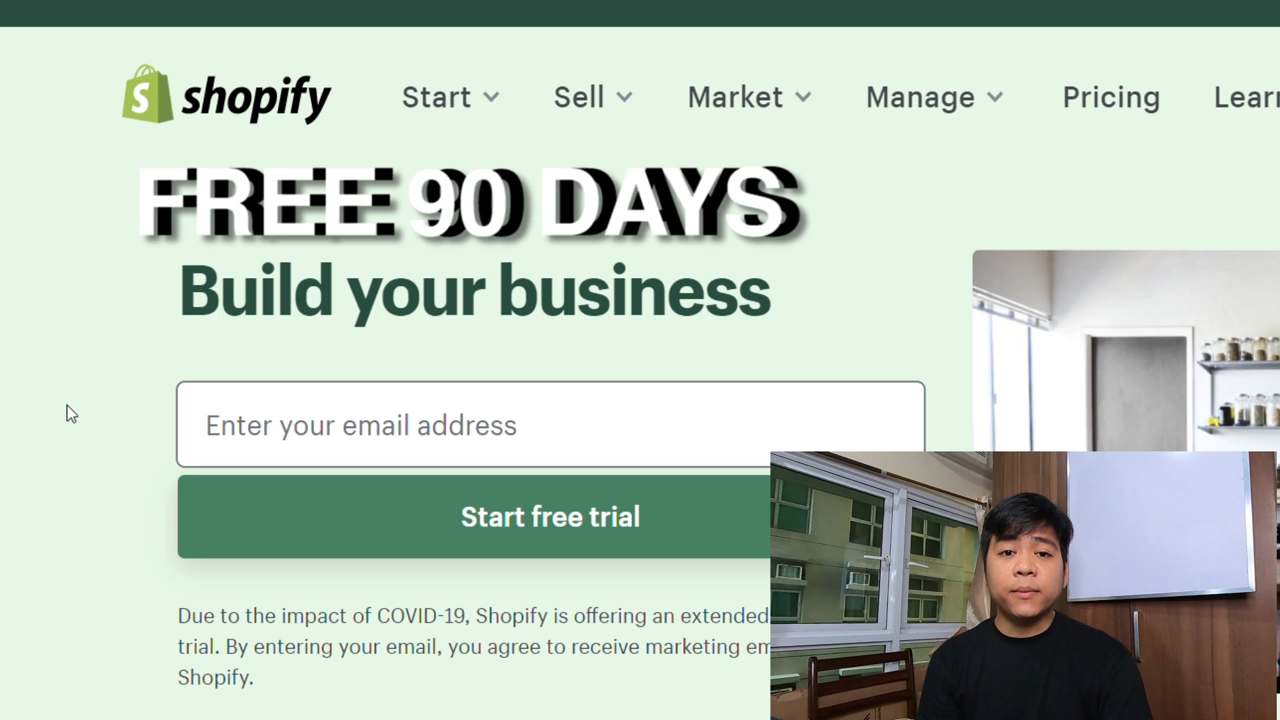 shopify
Start Sell Market Manage Pricing Learn
FREE 90 DAYS
Build your business
Enter your email address
Start free trial
Due to the impact of COVID-19, Shopify is offering an extended
trial. By entering your email, you agree to receive marketing em
Shopify.